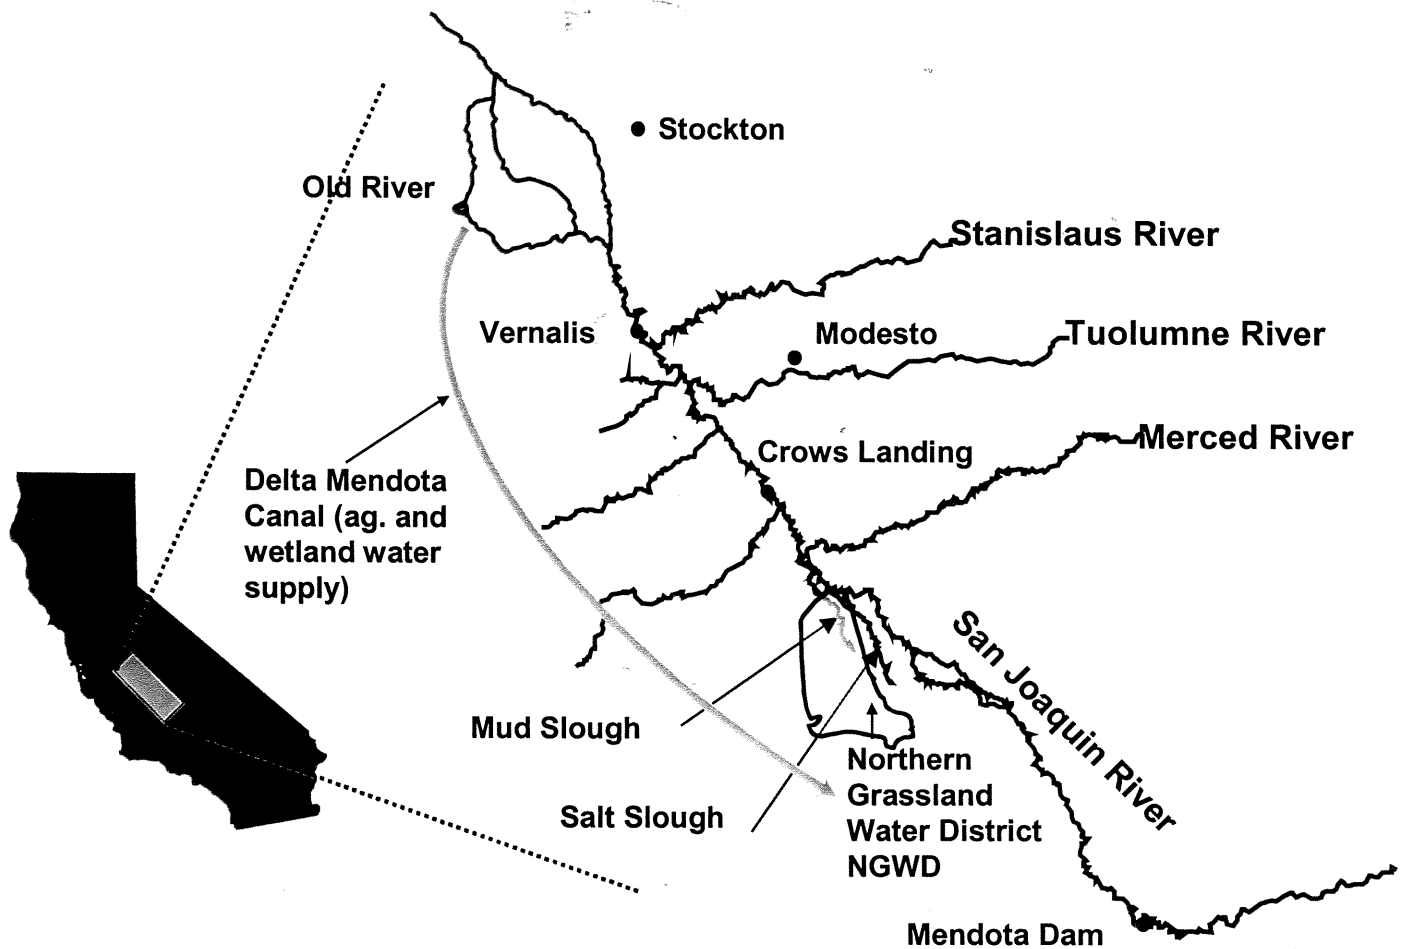 Stockton
Old River
Stanislaus River
Vernalis
Modesto
Tuolumne River
Crows Landing
Merced River
Delta Mendota
Canal (ag. and
wetland water
supply)
San Joaquin River
Mud Slough
Salt Slough
Northern
Grassland
Water District
NGWD
Mendota Dam